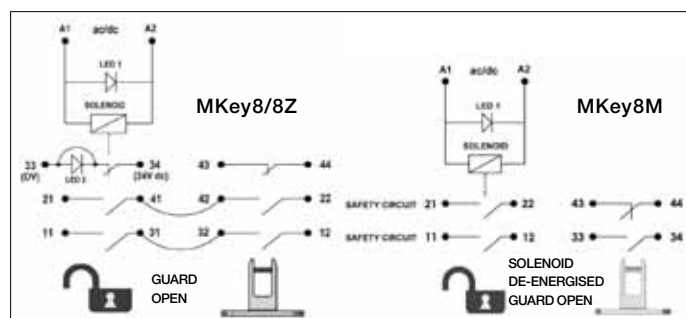 A1 ac/dc A2
LED 1
SOLENOID
MKey8/8Z
33 34 43 44
(0V) LED 2 (24V dc)
21 41 42 22
11 31 32 12
GUARD
OPEN
A1 ac/dc A2
LED 1
SOLENOID
MKey8M
SAFETY CIRCUIT 21 22 43 44
SAFETY CIRCUIT 11 12 33 34
SOLENOID
DE-ENERGISED
GUARD OPEN